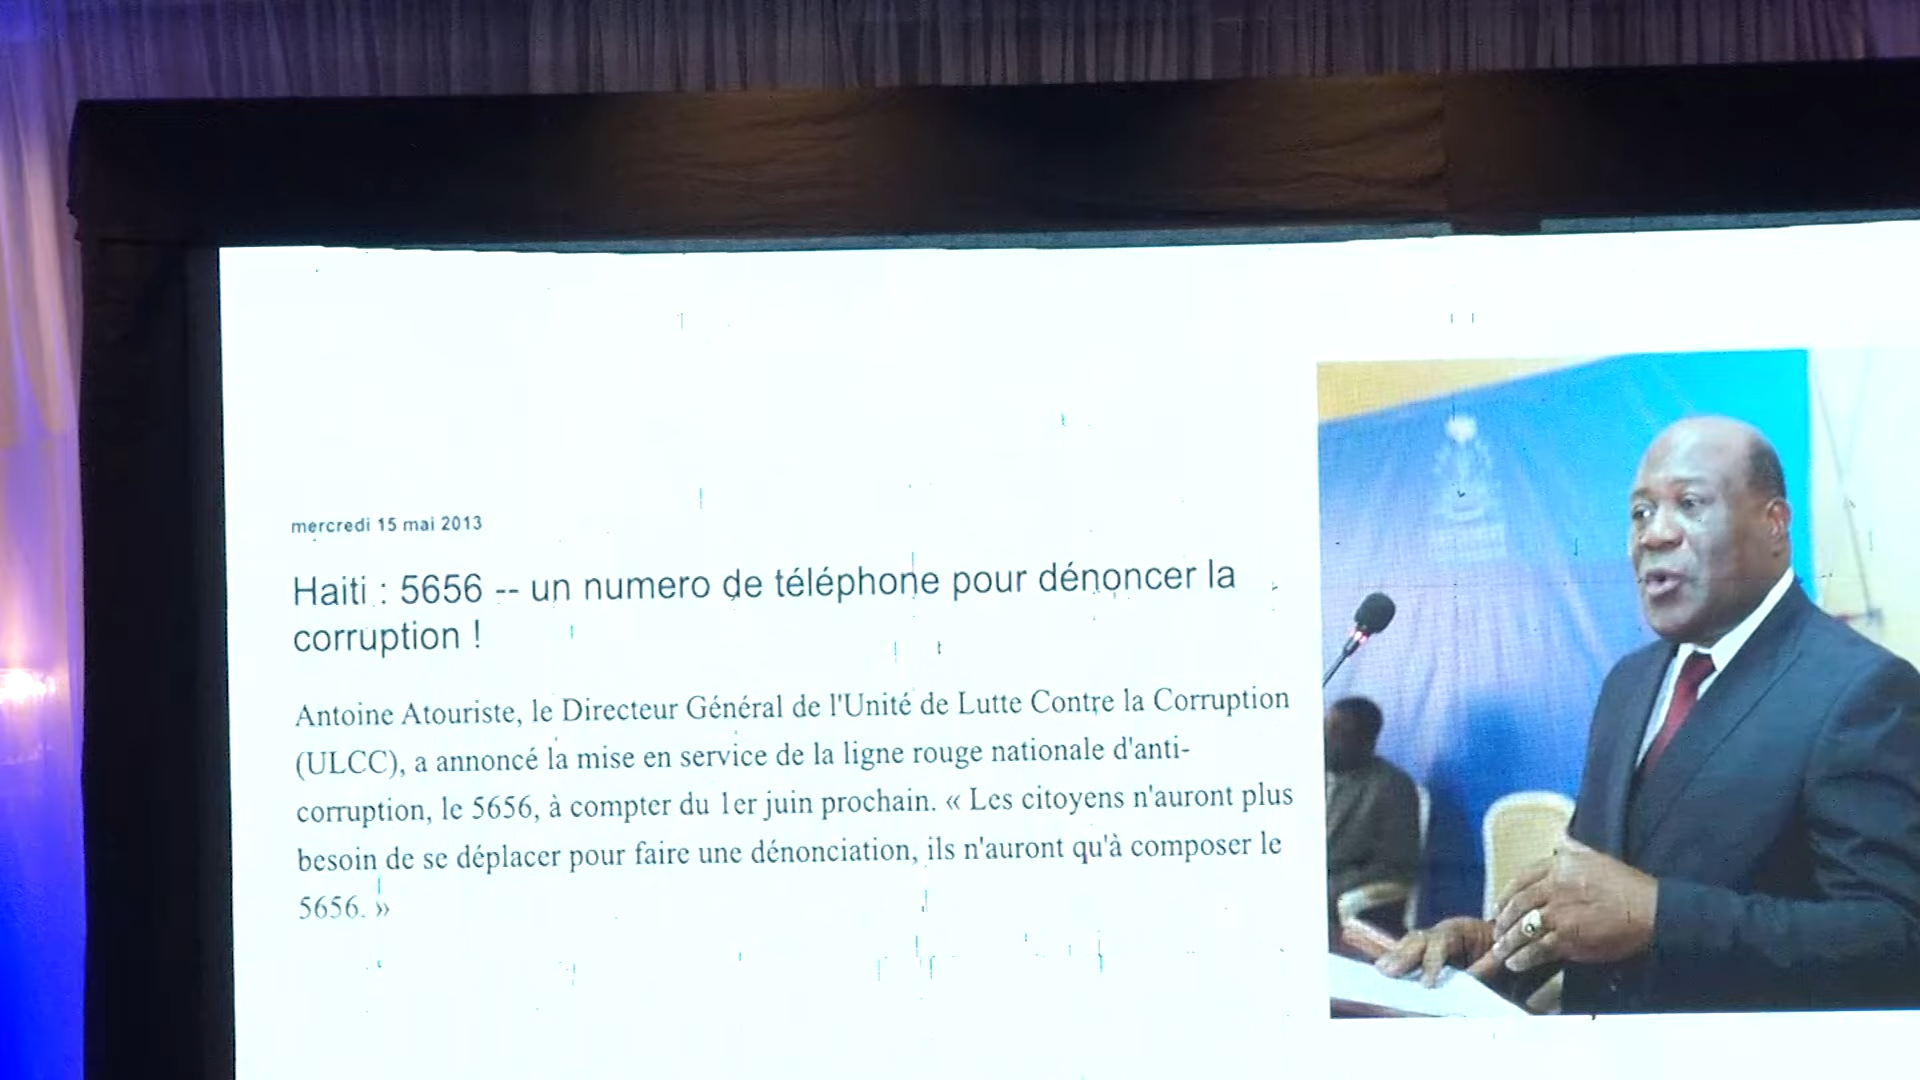 mercredi 15 mai 2013
Haiti : 5656 -- un numero de téléphone pour dénoncer la
corruption !
Antoine Atouriste, le Directeur Général de l'Unité de Lutte Contre la Corruption
(ULCC), a annoncé la mise en service de la ligne rouge nationale d'anti-
corruption, le 5656, à compter du 1er juin prochain. « Les citoyens n'auront plus
besoin de se déplacer pour faire une dénonciation, ils n'auront qu'à composer le
5656. »